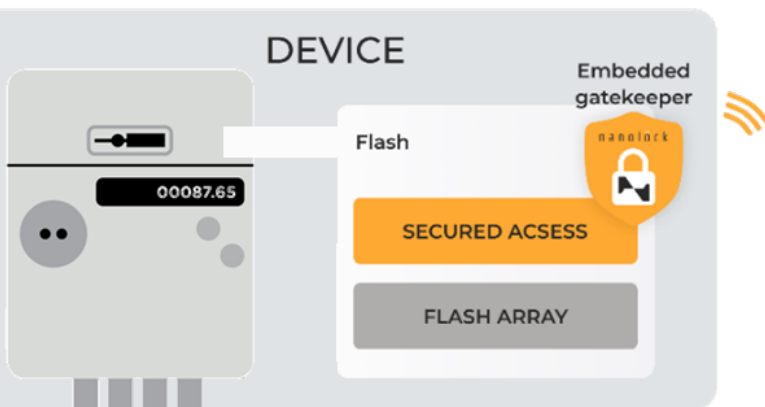 DEVICE
Embedded
gatekeeper
nanolock
Flash
00087.65
SECURED ACSESS
FLASH ARRAY